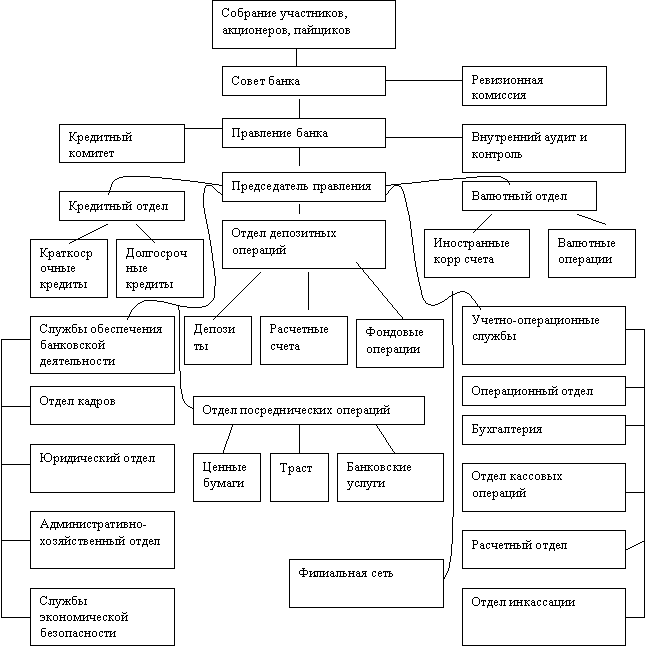 Собрание участников,
акционеров, пайщиков
Совет банка
Ревизионная
комиссия
Правление банка
Кредитный
комитет
Внутренний аудит и
контроль
Председатель правления
Кредитный отдел
Валютный отдел
Отдел депозитных
операций
Краткоср
очные
кредиты
Долгосроч
ные
кредиты
Иностранные
корр счета
Валютные
операции
Службы обеспечения
банковской
деятельности
Депози
ты
Расчетные
счета
Фондовые
операции
Учетно-операционные
службы
Отдел кадров
Отдел посреднических операций
Операционный отдел
Бухгалтерия
Юридический отдел
Ценные
бумаги
Траст
Банковские
услуги
Отдел кассовых
операций
Административно-
хозяйственный отдел
Расчетный отдел
Филиальная сеть
Службы
экономической
безопасности
Отдел инкассации